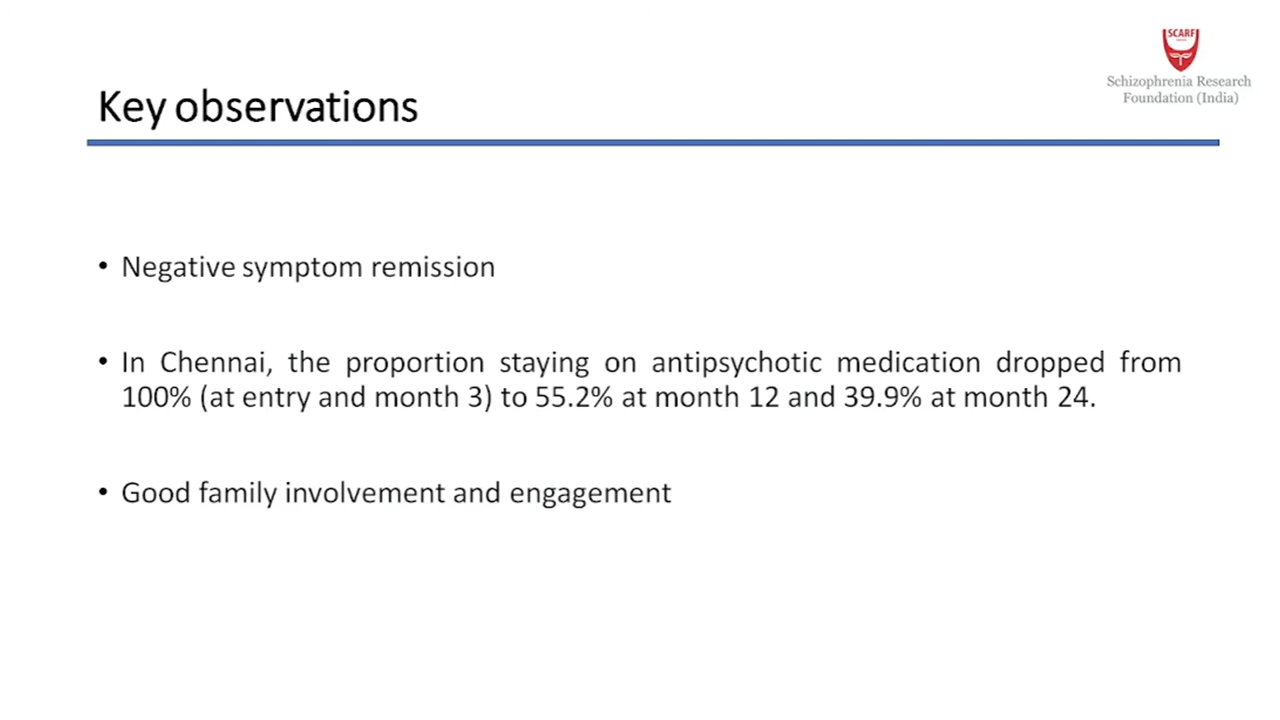 SCARF
Schizophrenia Research
Foundation (India)
Key observations
• Negative symptom remission
• In Chennai, the proportion staying on antipsychotic medication dropped from
100% (at entry and month 3) to 55.2% at month 12 and 39.9% at month 24.
• Good family involvement and engagement